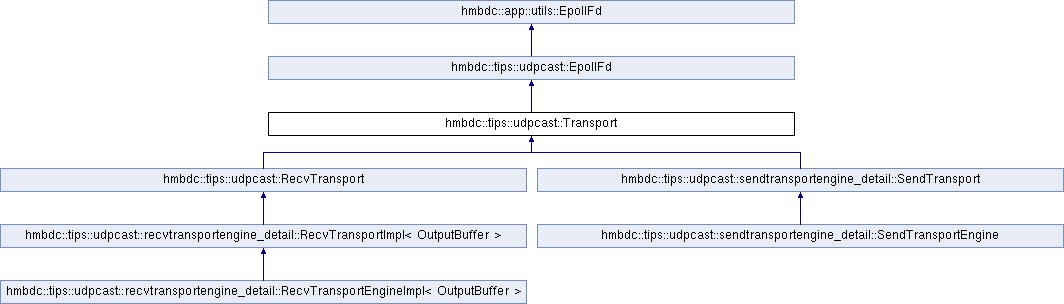 hmbdc::app::utils::EpollFd
hmbdc::tips::udpcast::EpollFd
hmbdc::tips::udpcast::Transport
hmbdc::tips::udpcast::RecvTransport
hmbdc::tips::udpcast::sendtransportengine_detail::SendTransport
hmbdc::tips::udpcast::recvtransportengine_detail::RecvTransportImpl< OutputBuffer >
hmbdc::tips::udpcast::sendtransportengine_detail::SendTransportEngine
hmbdc::tips::udpcast::recvtransportengine_detail::RecvTransportEngineImpl< OutputBuffer >